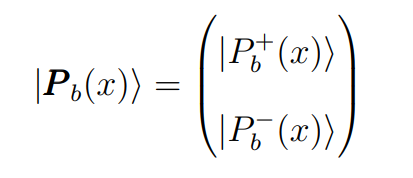 |𝑷_b(x)⟩ = ( |P_b^+(x)⟩
|P_b^-(x)⟩ )